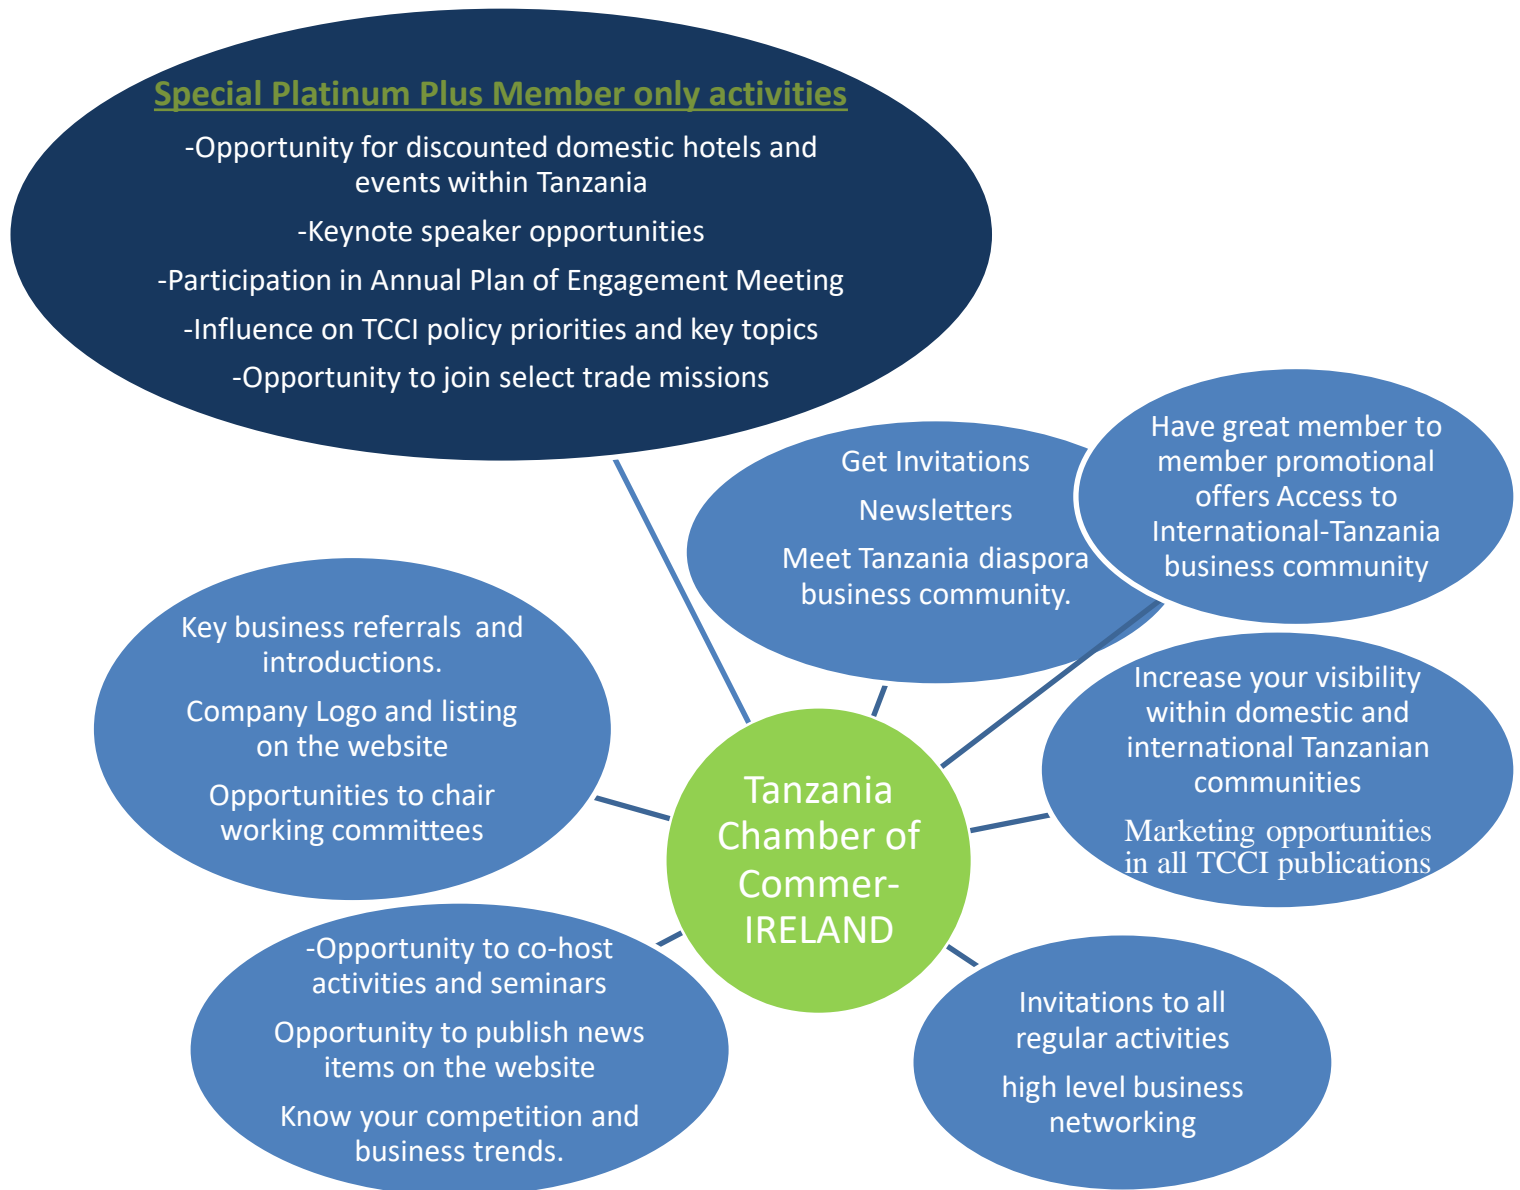 Special Platinum Plus Member only activities
-Opportunity for discounted domestic hotels and
events within Tanzania
-Keynote speaker opportunities
-Participation in Annual Plan of Engagement Meeting
-Influence on TCCI policy priorities and key topics
-Opportunity to join select trade missions
Get Invitations
Newsletters
Meet Tanzania diaspora
business community.
Have great member to
member promotional
offers Access to
International-Tanzania
business community
Key business referrals  and
introductions.
Company Logo and listing
on the website
Opportunities to chair
working committees
Increase your visibility
within domestic and
international Tanzanian
communities
Marketing opportunities
in all TCCI publications
Tanzania
Chamber of
Commer-
IRELAND
-Opportunity to co-host
activities and seminars
Opportunity to publish news
items on the website
Know your competition and
business trends.
Invitations to all
regular activities
high level business
networking